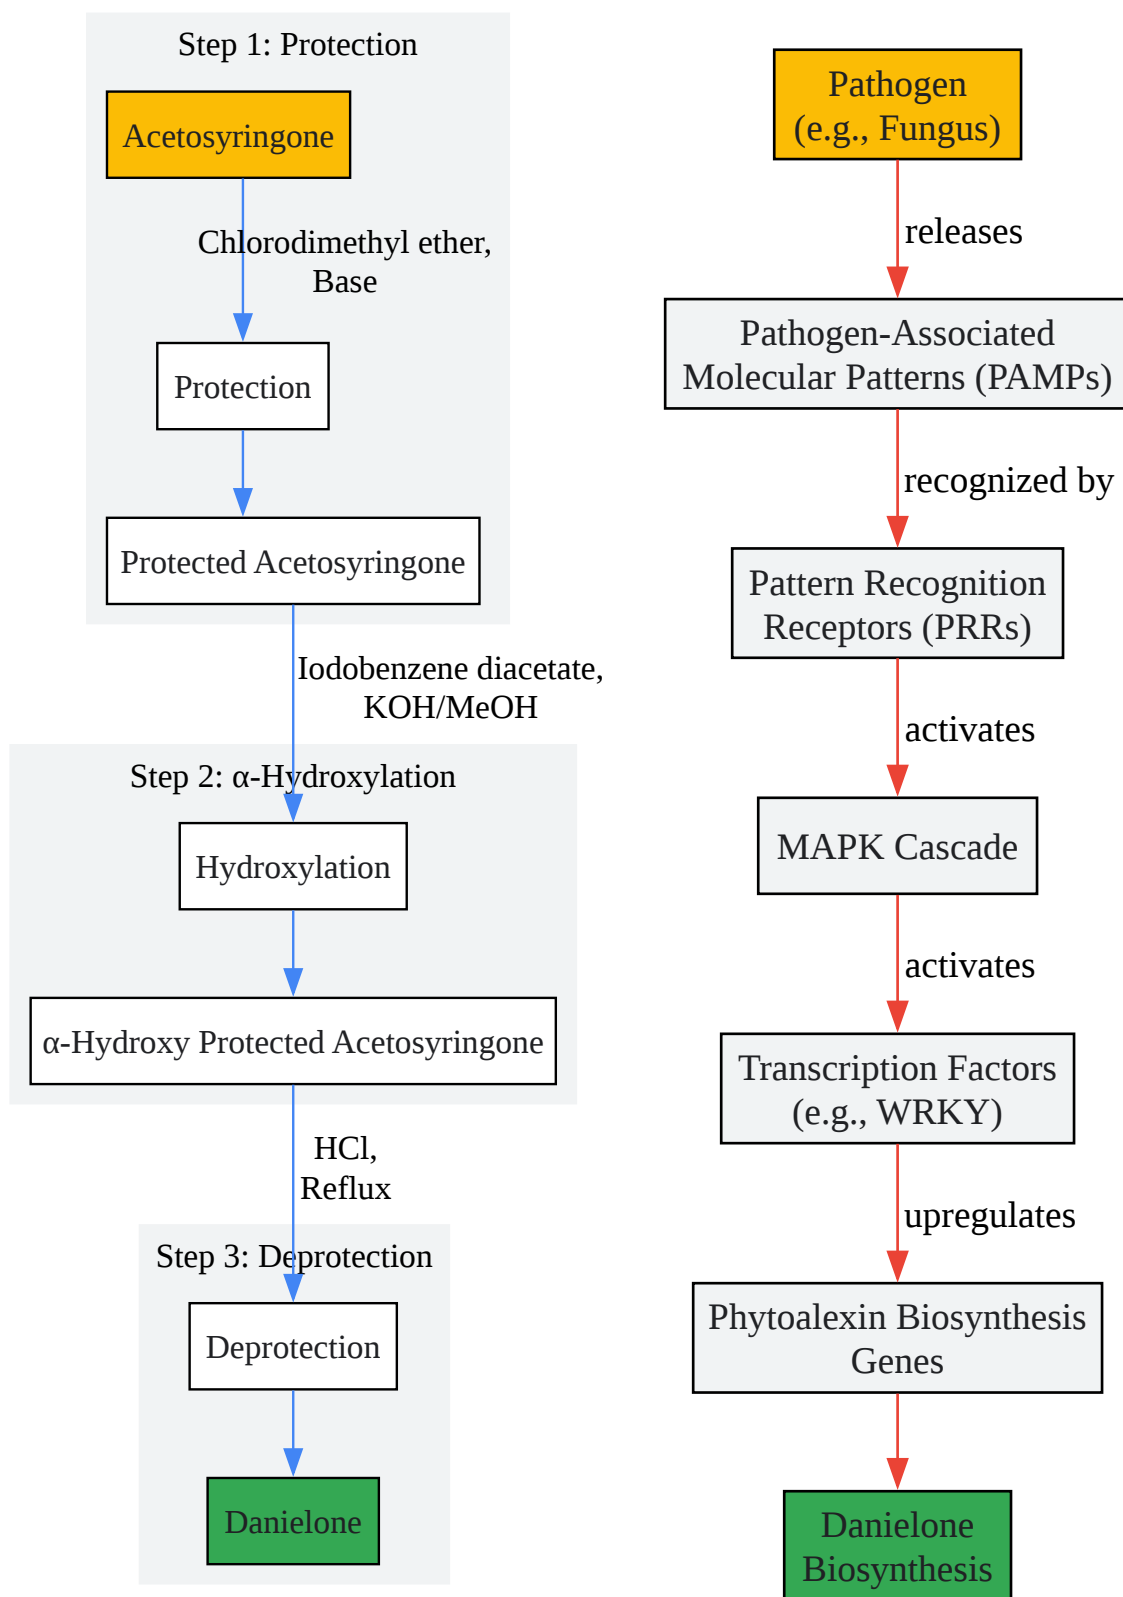 Step 1: Protection
Acetosyringone
Chlorodimethyl ether,
Base
Protection
Protected Acetosyringone
Iodobenzene diacetate,
KOH/MeOH
Step 2: α-Hydroxylation
Hydroxylation
α-Hydroxy Protected Acetosyringone
HCl,
Reflux
Step 3: Deprotection
Deprotection
Danielone
Pathogen
(e.g., Fungus)
releases
Pathogen-Associated
Molecular Patterns (PAMPs)
recognized by
Pattern Recognition
Receptors (PRRs)
activates
MAPK Cascade
activates
Transcription Factors
(e.g., WRKY)
upregulates
Phytoalexin Biosynthesis
Genes
Danielone
Biosynthesis